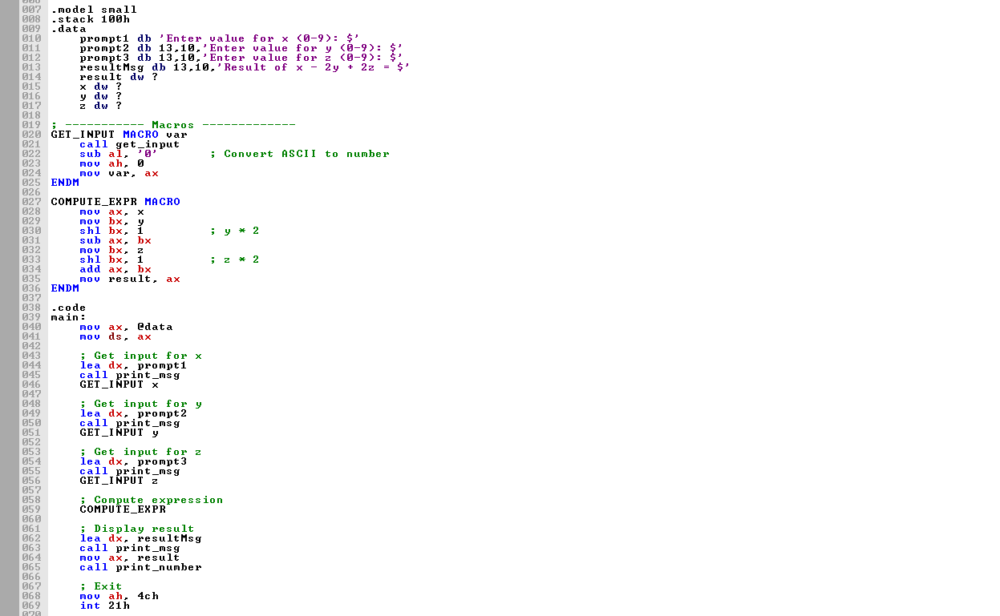 007 .model small
008 .stack 100h
009 .data
010     prompt1 db 'Enter value for x (0-9): $'
011     prompt2 db 13,10,'Enter value for y (0-9): $'
012     prompt3 db 13,10,'Enter value for z (0-9): $'
013     resultMsg db 13,10,'Result of x - 2y + 2z = $'
014     result dw ?
015     x dw ?
016     y dw ?
017     z dw ?
018
019 ; ----------- Macros -------------
020 GET_INPUT MACRO var
021     call get_input
022     sub al, '0'       ; Convert ASCII to number
023     mov ah, 0
024     mov var, ax
025 ENDM
026
027 COMPUTE_EXPR MACRO
028     mov ax, x
029     mov bx, y
030     shl bx, 1         ; y * 2
031     sub ax, bx
032     mov bx, z
033     shl bx, 1         ; z * 2
034     add ax, bx
035     mov result, ax
036 ENDM
037
038 .code
039 main:
040     mov ax, @data
041     mov ds, ax
042
043     ; Get input for x
044     lea dx, prompt1
045     call print_msg
046     GET_INPUT x
047
048     ; Get input for y
049     lea dx, prompt2
050     call print_msg
051     GET_INPUT y
052
053     ; Get input for z
054     lea dx, prompt3
055     call print_msg
056     GET_INPUT z
057
058     ; Compute expression
059     COMPUTE_EXPR
060
061     ; Display result
062     lea dx, resultMsg
063     call print_msg
064     mov ax, result
065     call print_number
066
067     ; Exit
068     mov ah, 4ch
069     int 21h